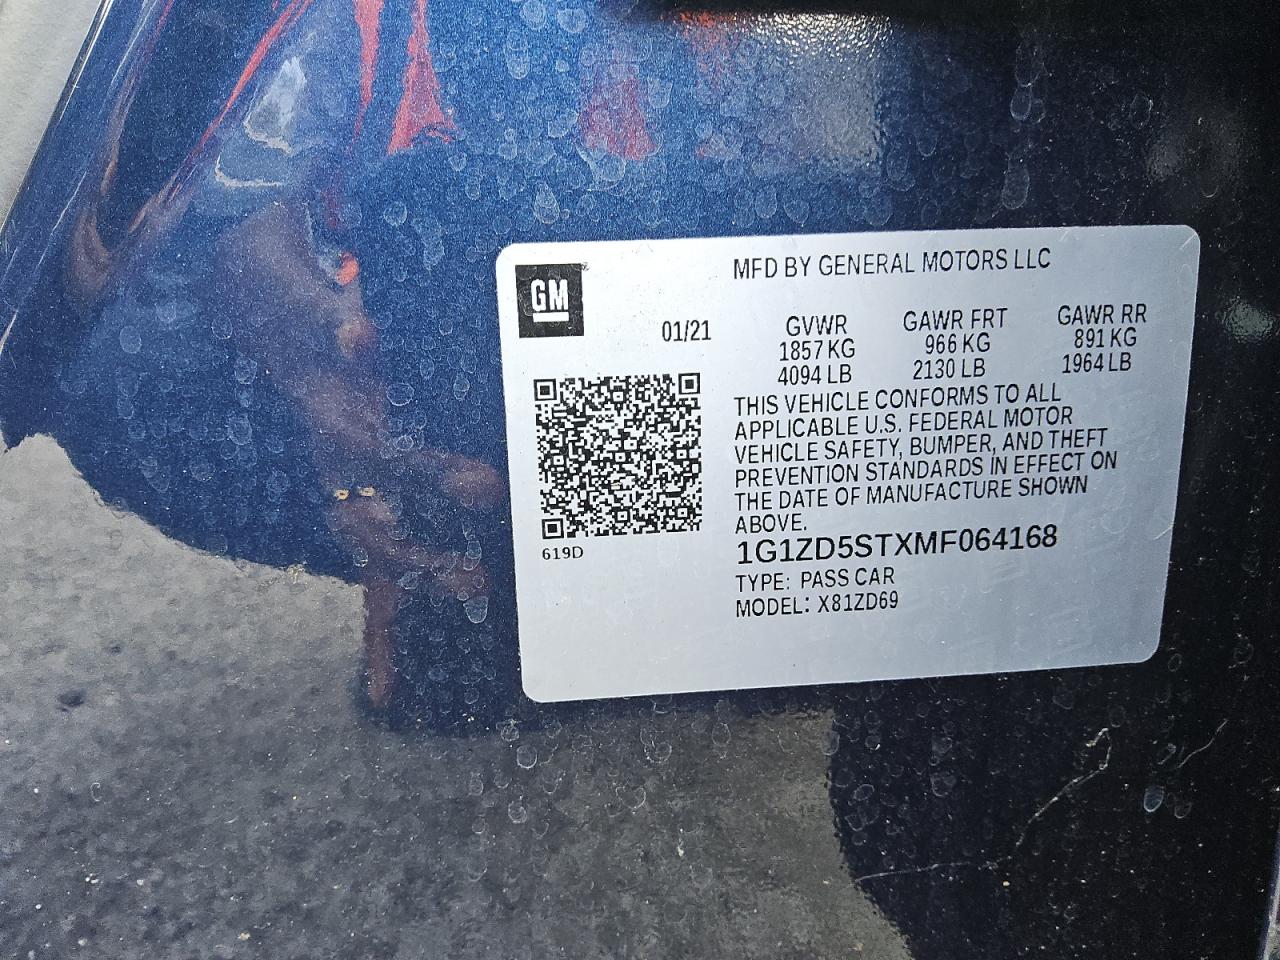 GM
MFD BY GENERAL MOTORS LLC
01/21
GVWR GAWR FRT GAWR RR
1857 KG 966 KG 891 KG
4094 LB 2130 LB 1964 LB
THIS VEHICLE CONFORMS TO ALL
APPLICABLE U.S. FEDERAL MOTOR
VEHICLE SAFETY, BUMPER, AND THEFT
PREVENTION STANDARDS IN EFFECT ON
THE DATE OF MANUFACTURE SHOWN
ABOVE.
619D
1G1ZD5STXMF064168
TYPE: PASS CAR
MODEL: X81ZD69